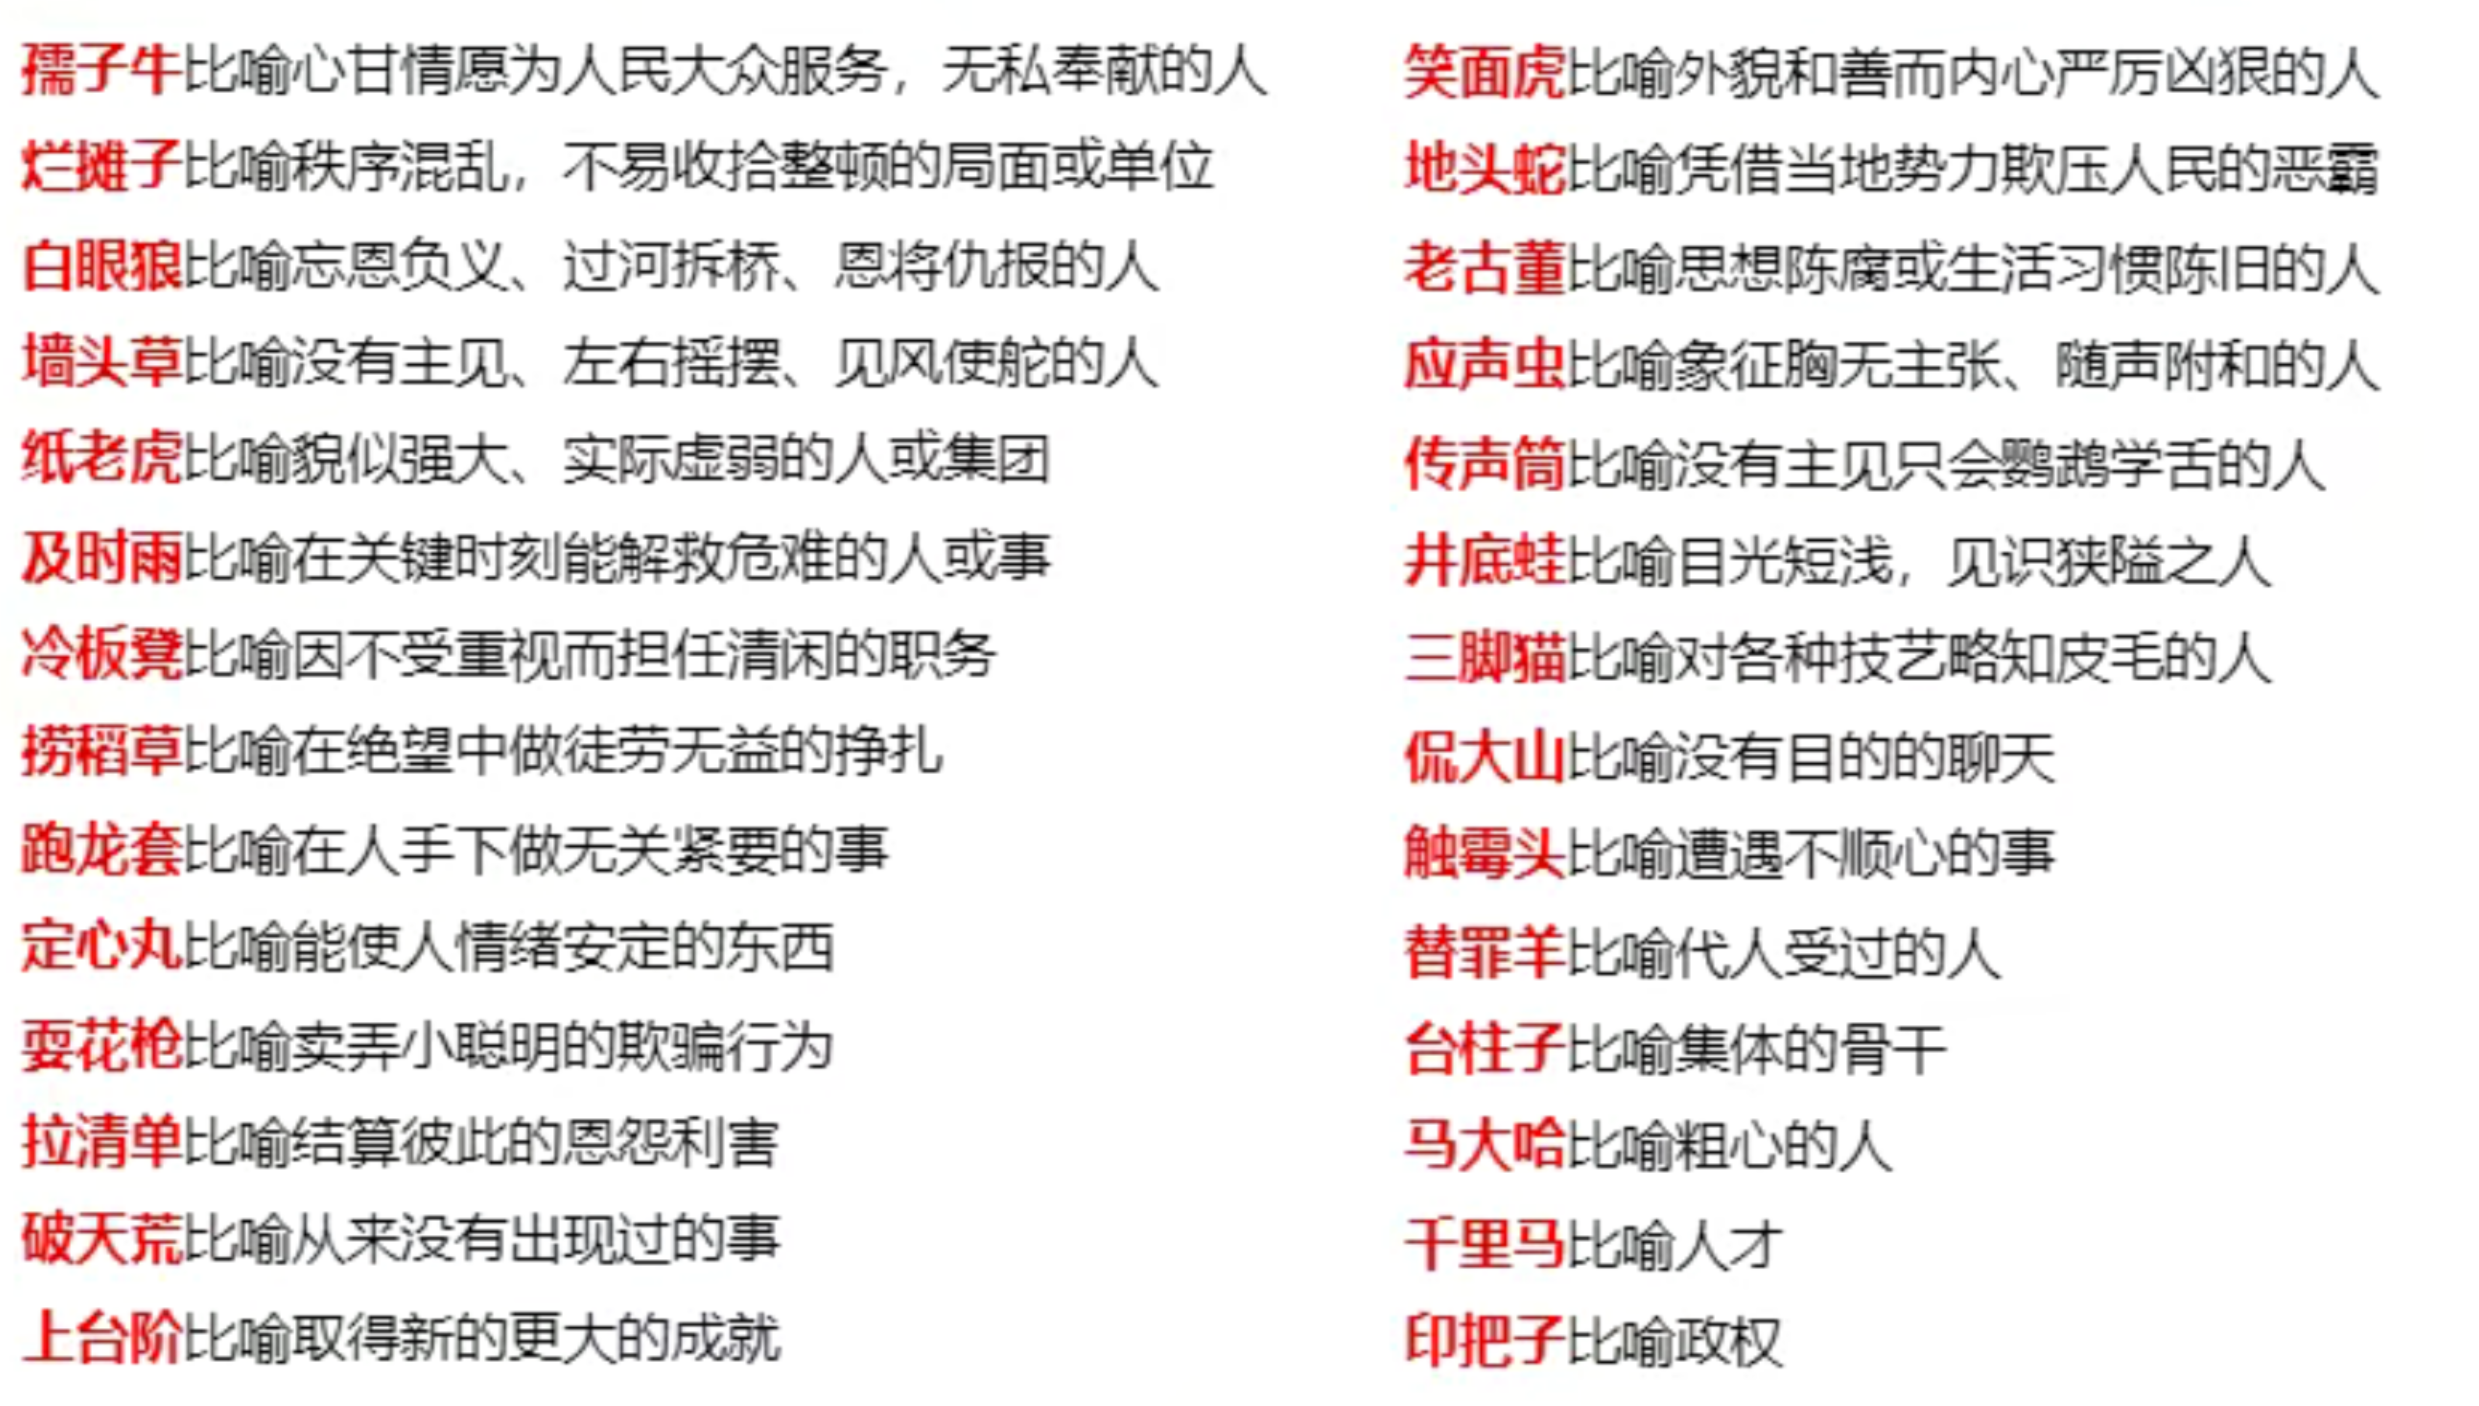 孺子牛比喻心甘情愿为人民大众服务，无私奉献的人
烂摊子比喻秩序混乱，不易收拾整顿的局面或单位
白眼狼比喻忘恩负义、过河拆桥、恩将仇报的人
墙头草比喻没有主见、左右摇摆、见风使舵的人
纸老虎比喻貌似强大、实际虚弱的人或集团
及时雨比喻在关键时刻能解救危难的人或事
冷板凳比喻因不受重视而担任清闲的职务
捞稻草比喻在绝望中做徒劳无益的挣扎
跑龙套比喻在人手下做无关紧要的事
定心丸比喻能使人情绪安定的东西
耍花枪比喻卖弄小聪明的欺骗行为
拉清单比喻结算彼此的恩怨利害
破天荒比喻从来没有出现过的事
上台阶比喻取得新的更大的成就
笑面虎比喻外貌和善而内心严厉凶狠的人
地头蛇比喻凭借当地势力欺压人民的恶霸
老古董比喻思想陈腐或生活习惯陈旧的人
应声虫比喻象征胸无主张、随声附和的人
传声筒比喻没有主见只会鹦鹉学舌的人
井底蛙比喻目光短浅，见识狭隘之人
三脚猫比喻对各种技艺略知皮毛的人
侃大山比喻没有目的的聊天
触霉头比喻遭遇不顺心的事
替罪羊比喻代人受过的人
台柱子比喻集体的骨干
马大哈比喻粗心的人
千里马比喻人才
印把子比喻政权